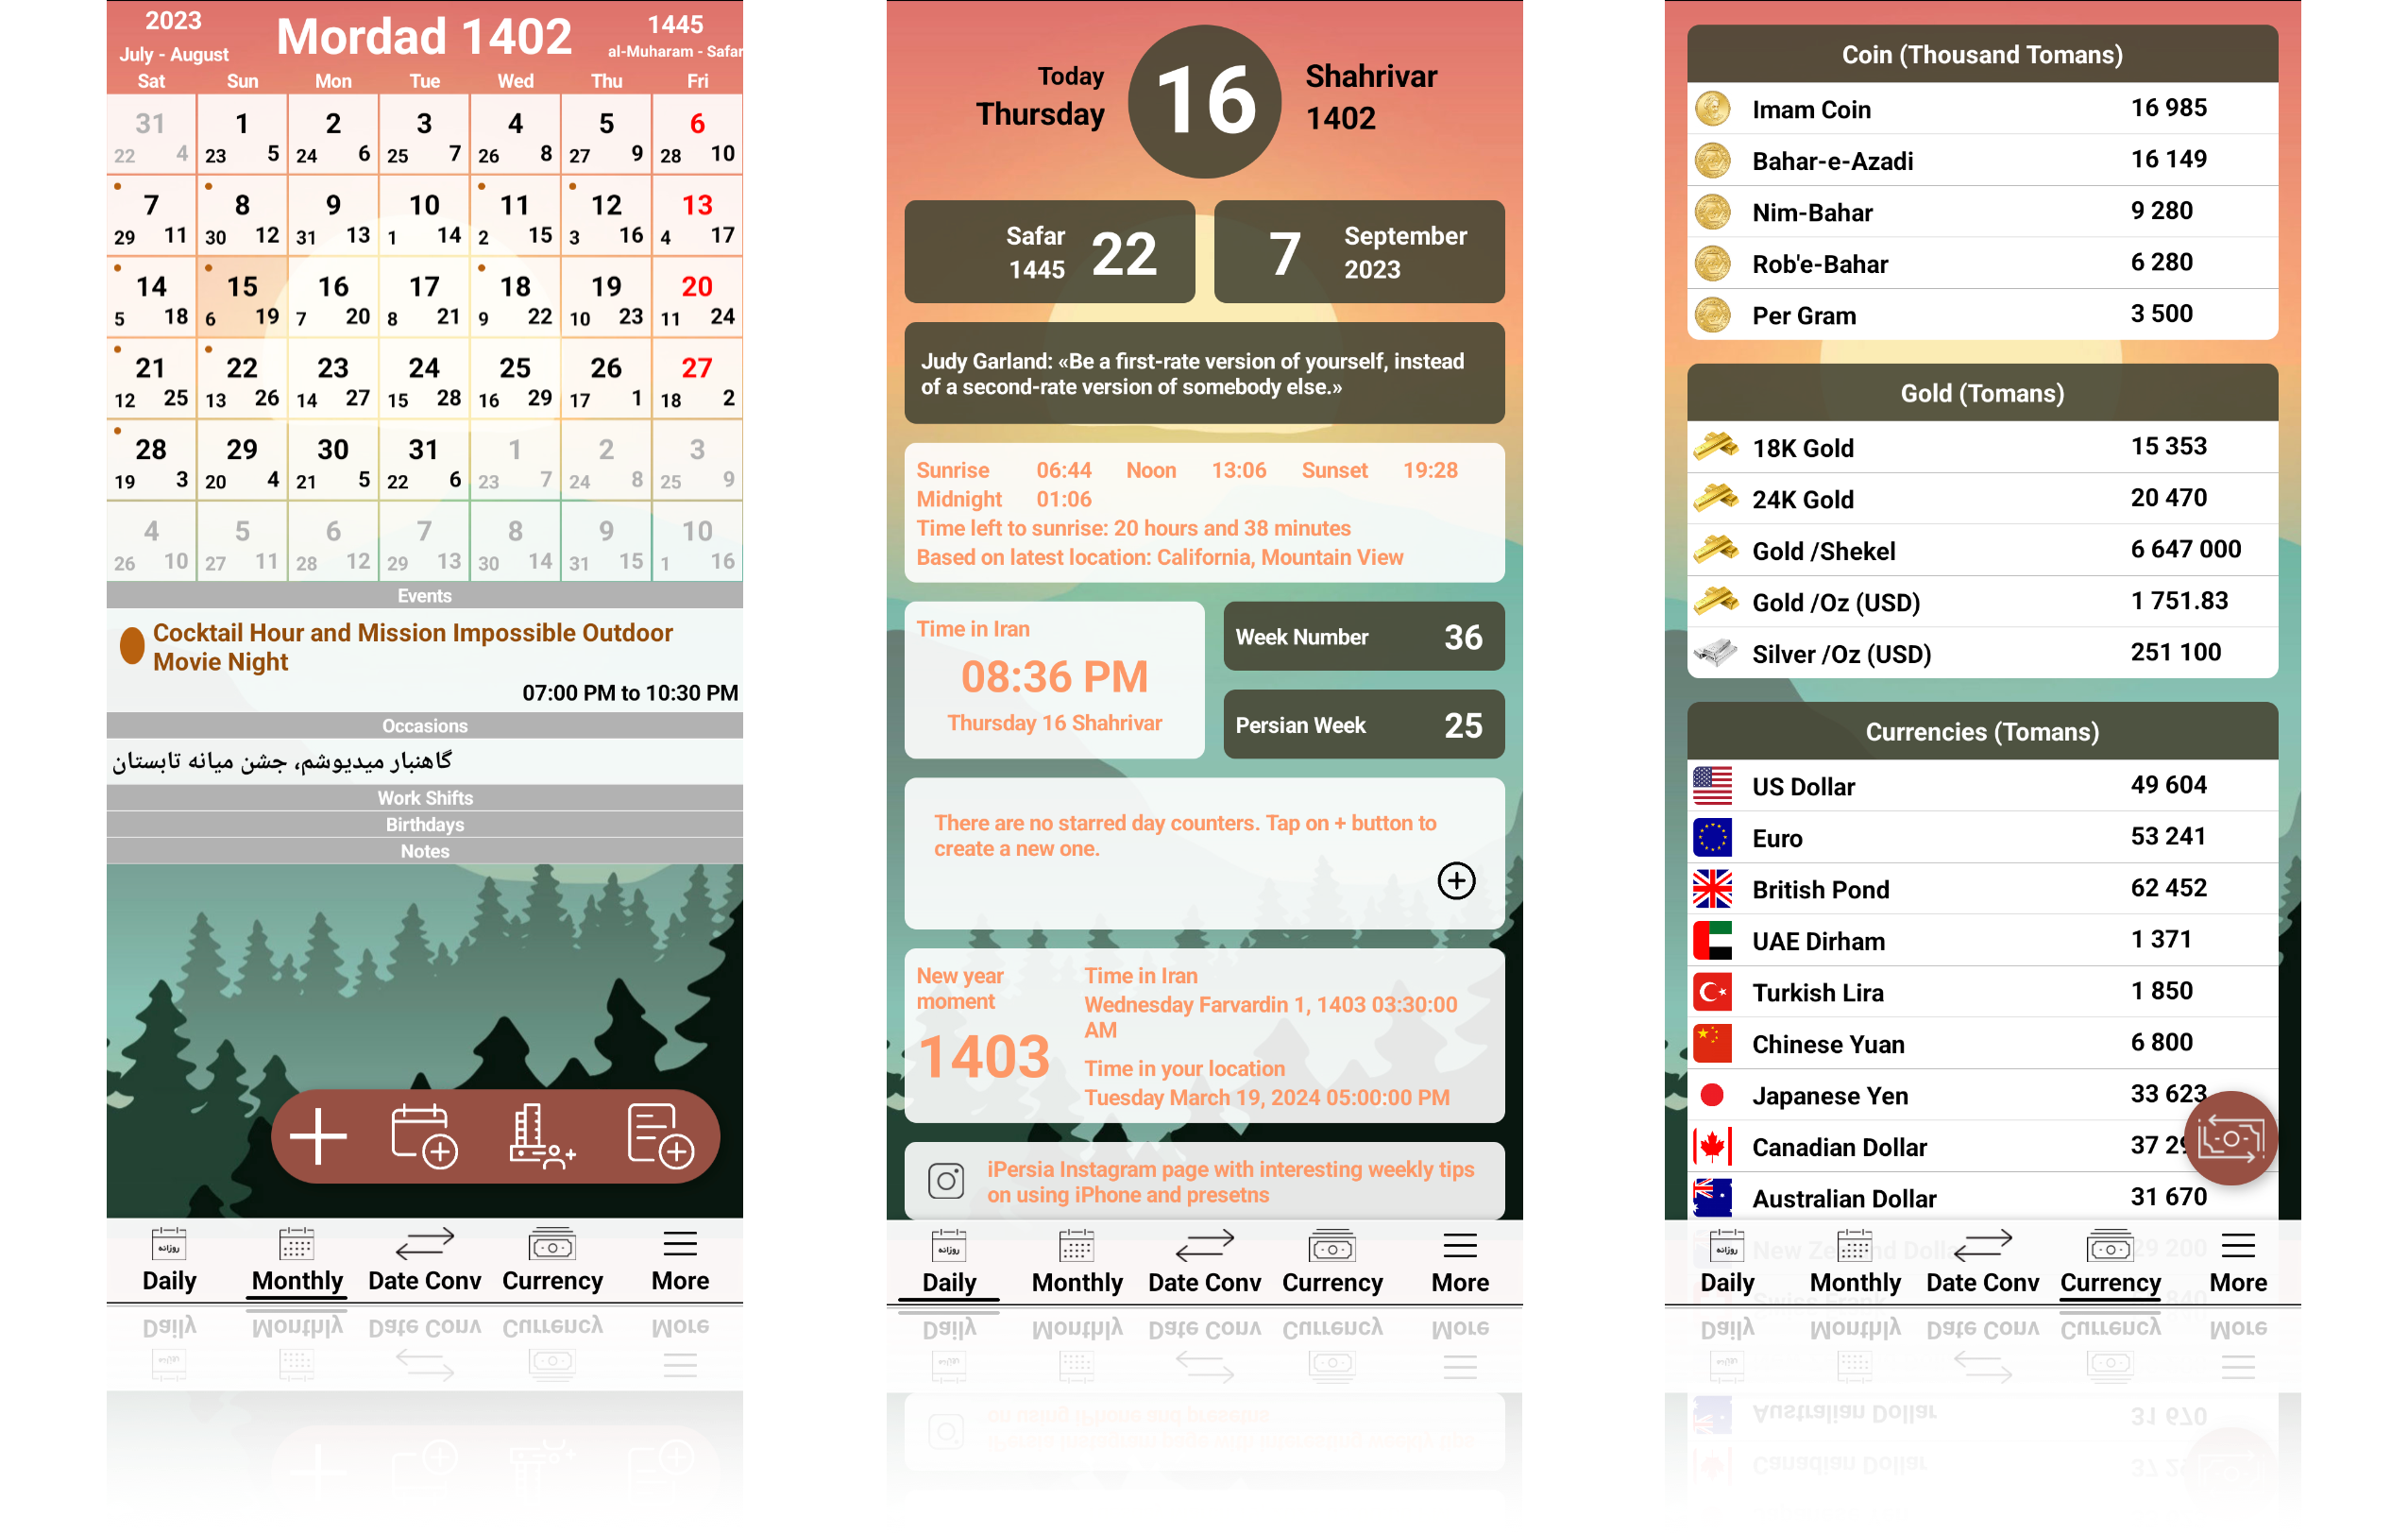 2023
July - August
Mordad 1402
1445
al-Muharam - Safar
Sat Sun Mon Tue Wed Thu Fri
31 1 2 3 4 5 6
22 4 23 5 24 6 25 7 26 8 27 9 28 10
7 8 9 10 11 12 13
29 11 30 12 31 13 1 14 2 15 3 16 4 17
14 15 16 17 18 19 20
5 18 6 19 7 20 8 21 9 22 10 23 11 24
21 22 23 24 25 26 27
12 25 13 26 14 27 15 28 16 29 17 1 18 2
28 29 30 31 1 2 3
19 3 20 4 21 5 22 6 23 7 24 8 25 9
4 5 6 7 8 9 10
26 10 27 11 28 12 29 13 30 14 31 15 1 16
Events
Cocktail Hour and Mission Impossible Outdoor
Movie Night
07:00 PM to 10:30 PM
Occasions
گاهنبار میدیوشم، جشن میانه تابستان
Work Shifts
Birthdays
Notes
روزانه
Daily Monthly Date Conv Currency More
Today
Thursday
16
Shahrivar
1402
Safar
1445
22
7
September
2023
Judy Garland: «Be a first-rate version of yourself, instead
of a second-rate version of somebody else.»
Sunrise 06:44 Noon 13:06 Sunset 19:28
Midnight 01:06
Time left to sunrise: 20 hours and 38 minutes
Based on latest location: California, Mountain View
Time in Iran
08:36 PM
Thursday 16 Shahrivar
Week Number 36
Persian Week 25
There are no starred day counters. Tap on + button to
create a new one.
New year
moment
1403
Time in Iran
Wednesday Farvardin 1, 1403 03:30:00
AM
Time in your location
Tuesday March 19, 2024 05:00:00 PM
iPersia Instagram page with interesting weekly tips
on using iPhone and presetns
روزانه
Daily Monthly Date Conv Currency More
Coin (Thousand Tomans)
Imam Coin 16 985
Bahar-e-Azadi 16 149
Nim-Bahar 9 280
Rob'e-Bahar 6 280
Per Gram 3 500
Gold (Tomans)
18K Gold 15 353
24K Gold 20 470
Gold /Shekel 6 647 000
Gold /Oz (USD) 1 751.83
Silver /Oz (USD) 251 100
Currencies (Tomans)
US Dollar 49 604
Euro 53 241
British Pond 62 452
UAE Dirham 1 371
Turkish Lira 1 850
Chinese Yuan 6 800
Japanese Yen 33 623
Canadian Dollar 37
Australian Dollar 31 670
روزانه
Daily Monthly Date Conv Currency More